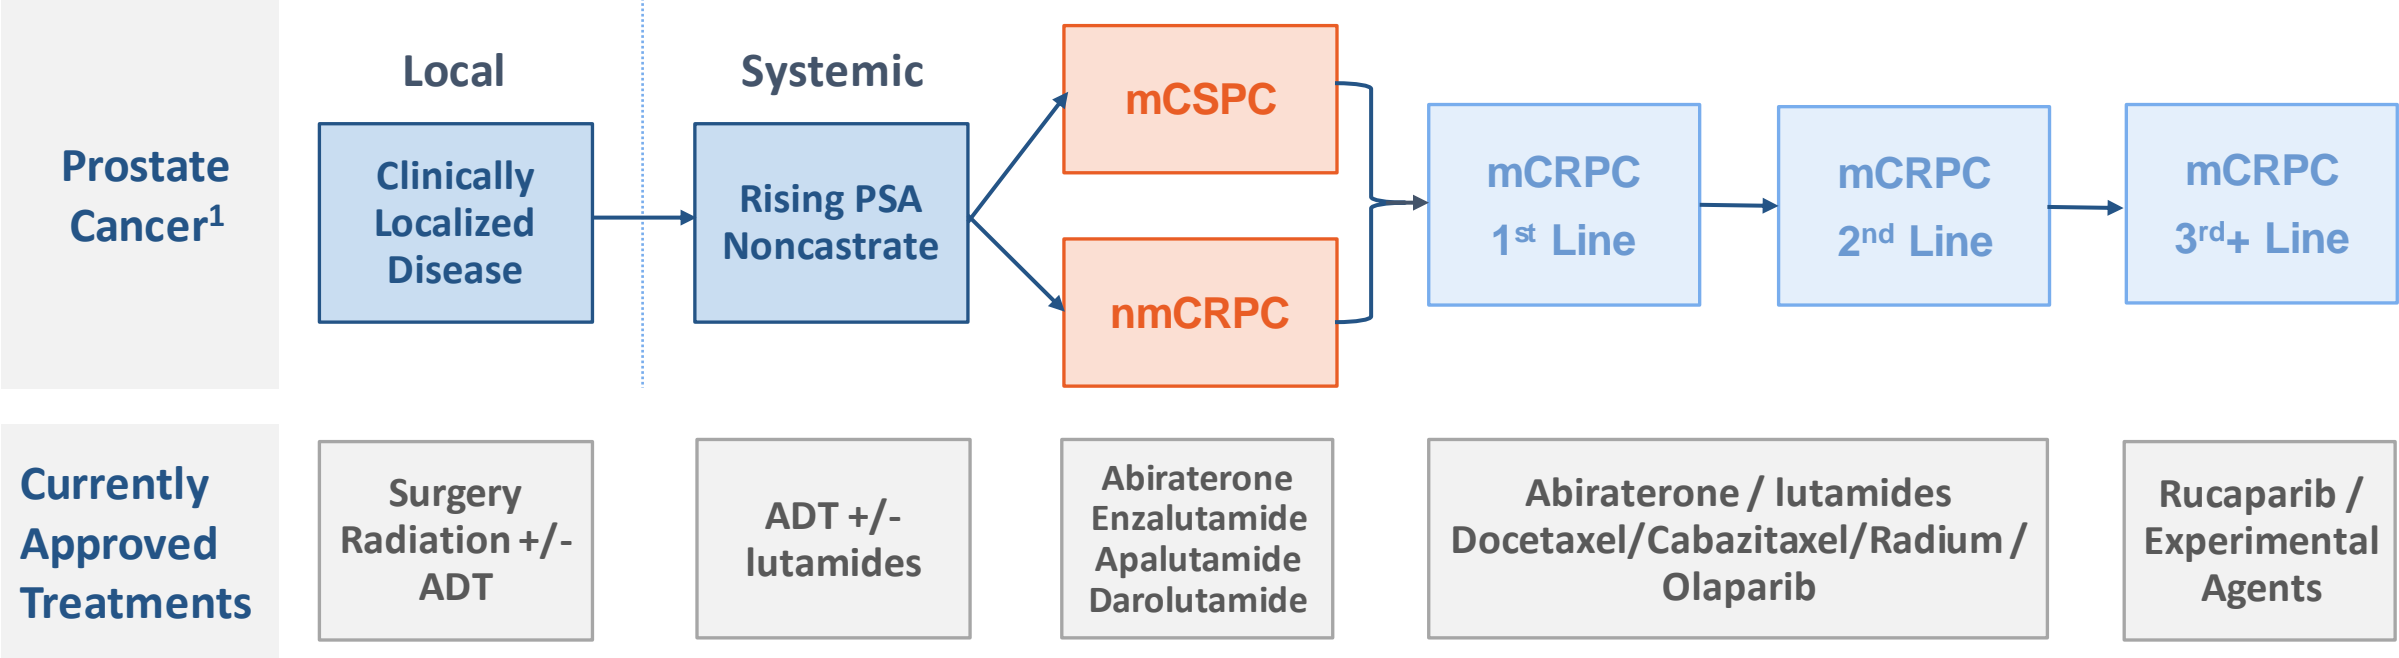 Local
Systemic
Prostate
Cancer¹
Clinically
Localized
Disease
Rising PSA
Noncastrate
mCSPC
nmCRPC
mCRPC
1st Line
mCRPC
2nd Line
mCRPC
3rd+ Line
Currently
Approved
Treatments
Surgery
Radiation +/-
ADT
ADT +/-
lutamides
Abiraterone
Enzalutamide
Apalutamide
Darolutamide
Abiraterone / lutamides
Docetaxel/Cabazitaxel/Radium /
Olaparib
Rucaparib /
Experimental
Agents